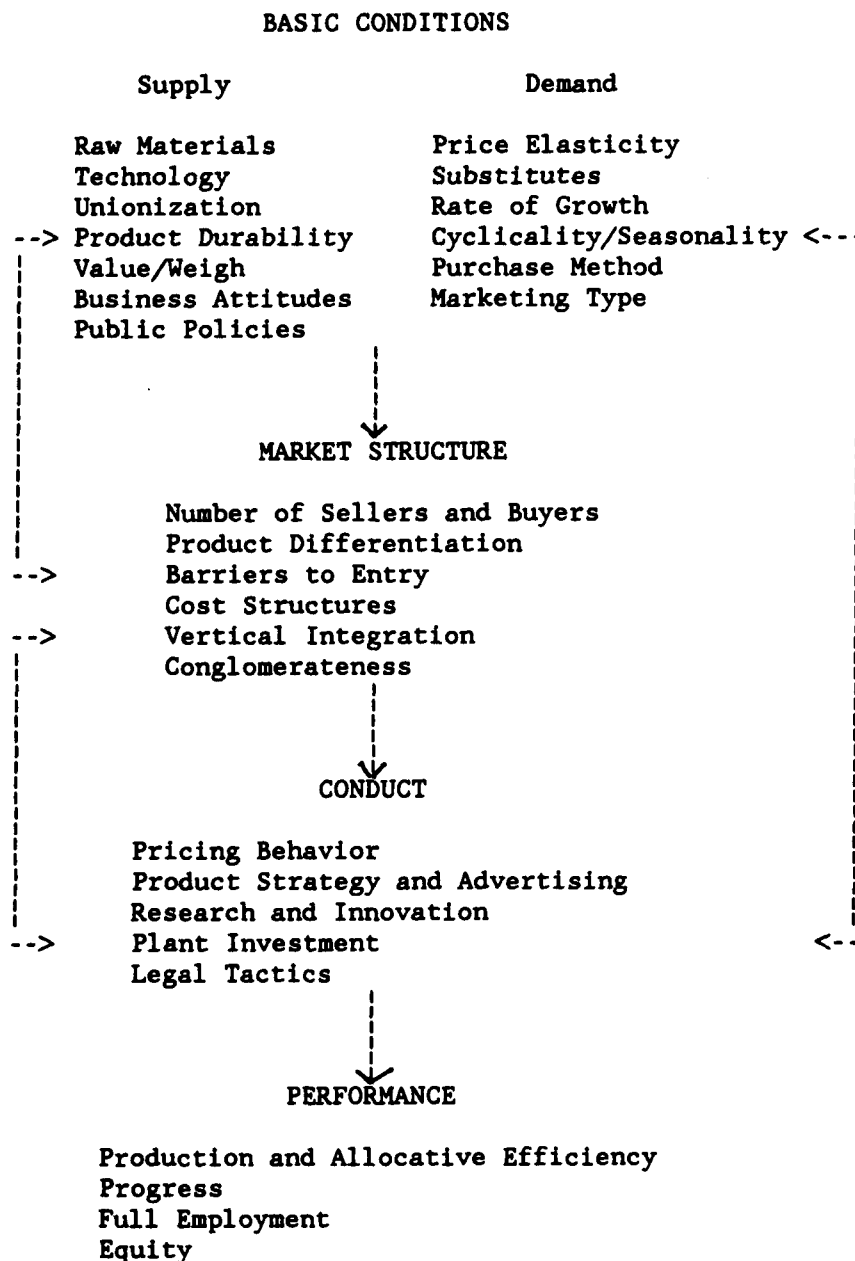 BASIC CONDITIONS
Supply Demand
Raw Materials Price Elasticity
Technology Substitutes
Unionization Rate of Growth
--> Product Durability Cyclicality/Seasonality <--
Value/Weigh Purchase Method
Business Attitudes Marketing Type
Public Policies
MARKET STRUCTURE
Number of Sellers and Buyers
Product Differentiation
--> Barriers to Entry
Cost Structures
--> Vertical Integration
Conglomerateness
CONDUCT
Pricing Behavior
Product Strategy and Advertising
Research and Innovation
--> Plant Investment <--
Legal Tactics
PERFORMANCE
Production and Allocative Efficiency
Progress
Full Employment
Equity